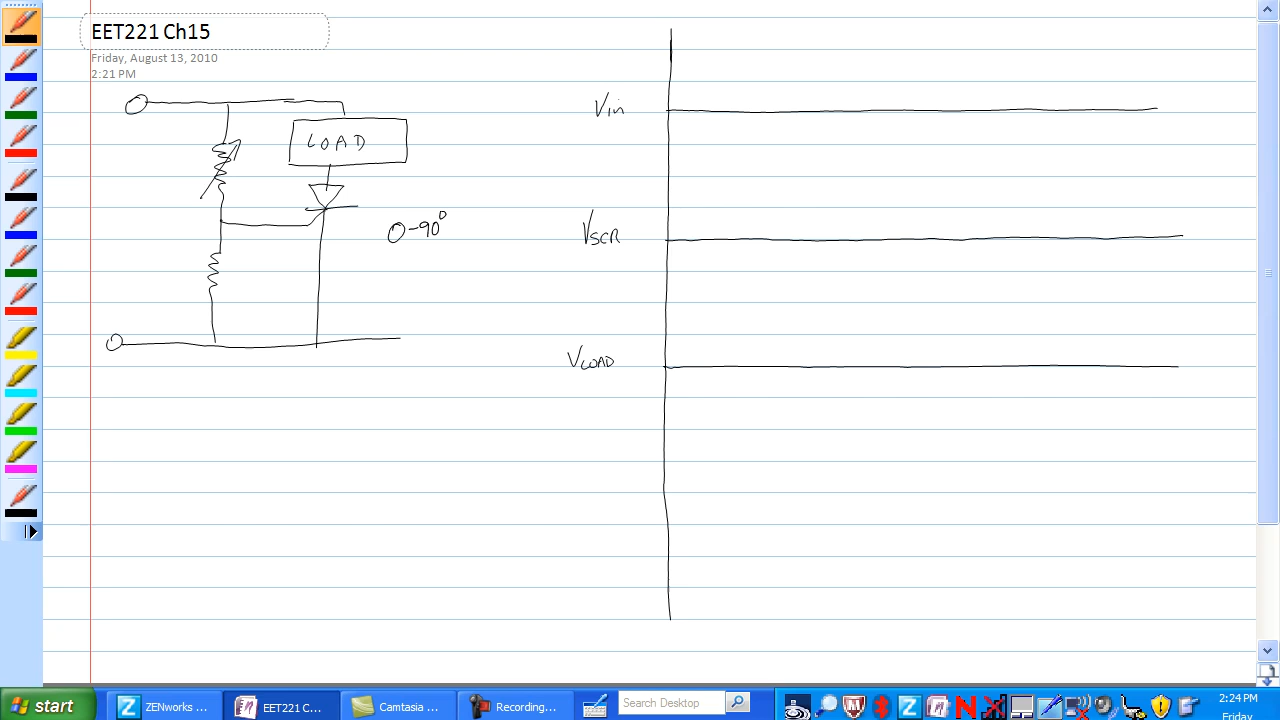 EET221 Ch15
Friday, August 13, 2010
2:21 PM
LOAD
0-90°
Vin
VSCR
VLOAD
start
ZENworks ...
EET221 C...
Camtasia ...
Recording...
Search Desktop
2:24 PM
Friday